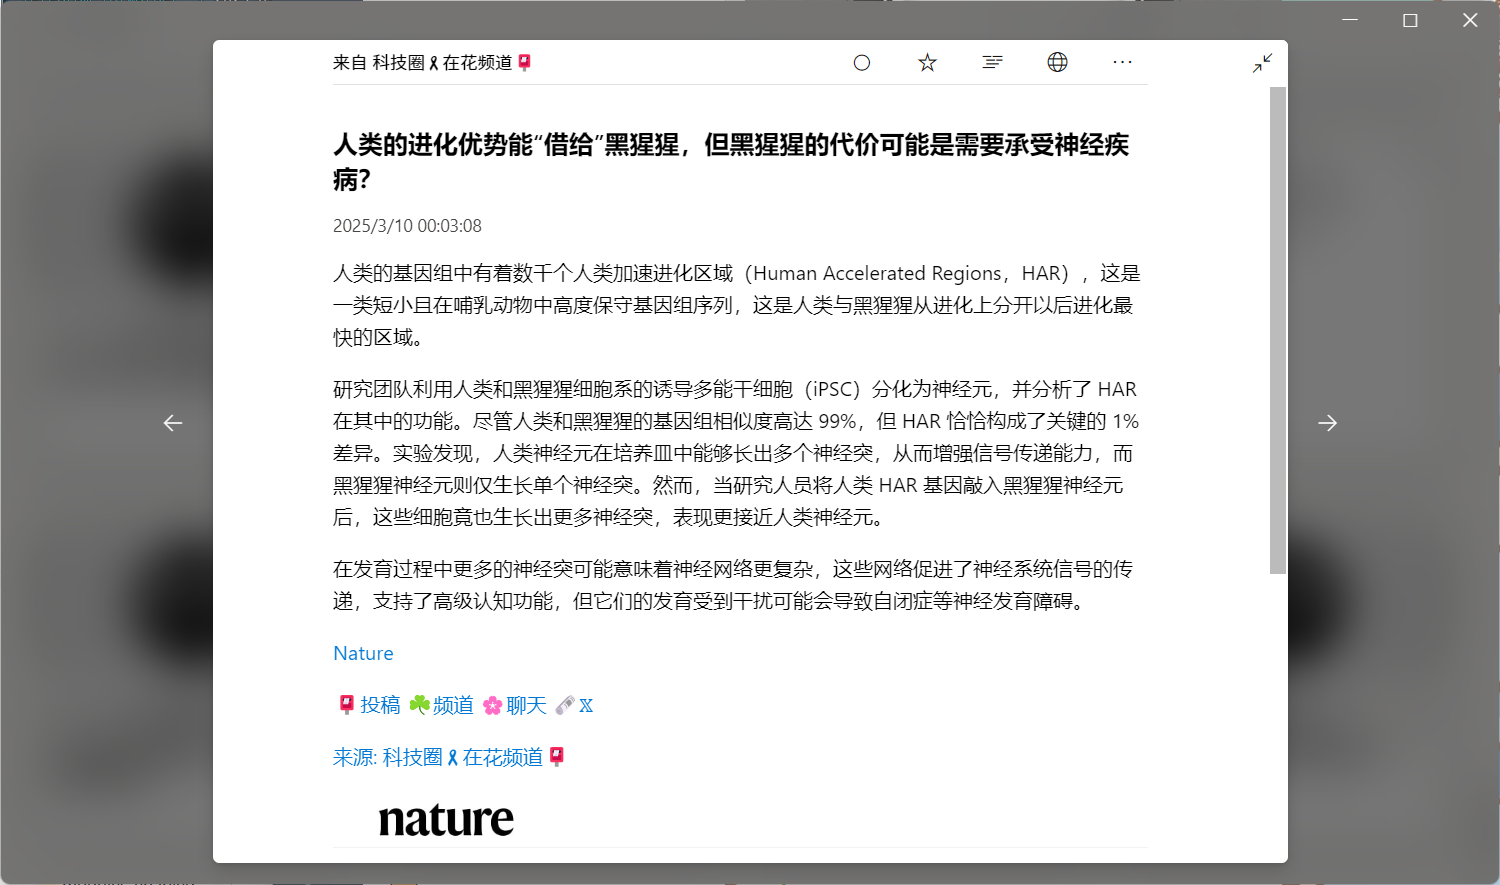 来自 科技圈🎗在花频道📮
人类的进化优势能“借给”黑猩猩，但黑猩猩的代价可能是需要承受神经疾
病？
2025/3/10 00:03:08
人类的基因组中有着数千个人类加速进化区域（Human Accelerated Regions，HAR），这是
一类短小且在哺乳动物中高度保守基因组序列，这是人类与黑猩猩从进化上分开以后进化最
快的区域。
研究团队利用人类和黑猩猩细胞系的诱导多能干细胞（iPSC）分化为神经元，并分析了 HAR
在其中的功能。尽管人类和黑猩猩的基因组相似度高达 99%，但 HAR 恰恰构成了关键的 1%
差异。实验发现，人类神经元在培养皿中能够长出多个神经突，从而增强信号传递能力，而
黑猩猩神经元则仅生长单个神经突。然而，当研究人员将人类 HAR 基因敲入黑猩猩神经元
后，这些细胞竟也生长出更多神经突，表现更接近人类神经元。
在发育过程中更多的神经突可能意味着神经网络更复杂，这些网络促进了神经系统信号的传
递，支持了高级认知功能，但它们的发育受到干扰可能会导致自闭症等神经发育障碍。
Nature
📮投稿 ☘️频道 🌸聊天 🩹𝕏
来源: 科技圈🎗在花频道📮
nature